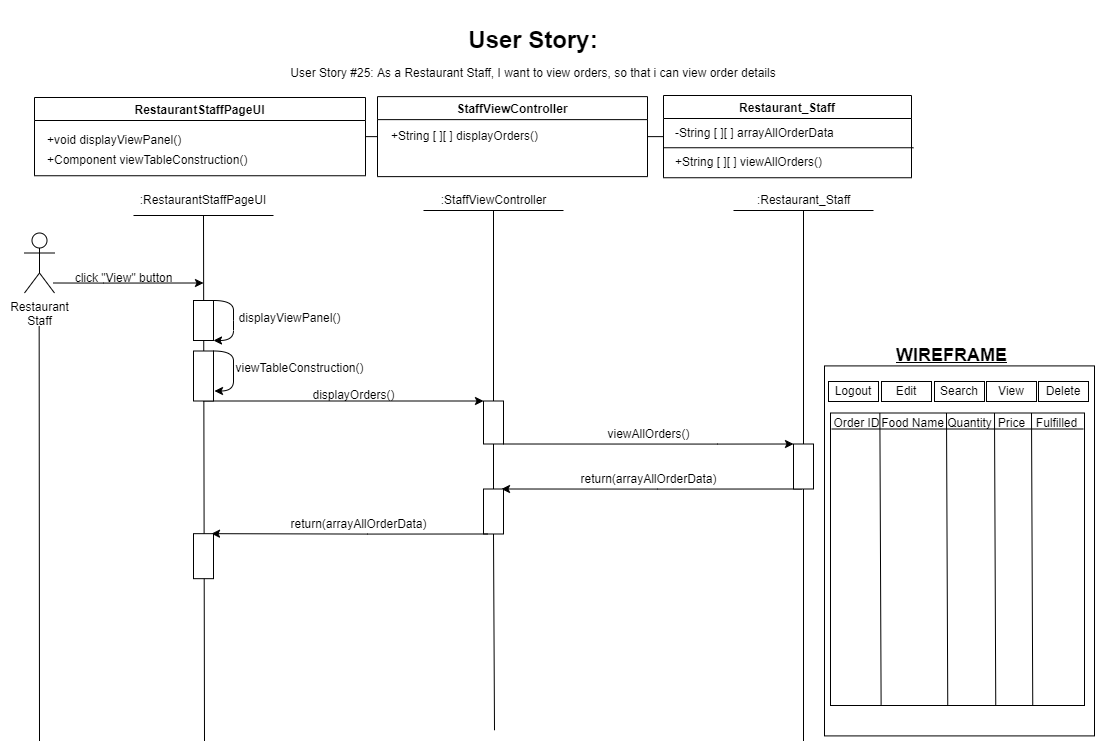 User Story:
User Story #25: As a Restaurant Staff, I want to view orders, so that i can view order details
RestaurantStaffPageUI
+void displayViewPanel()
+Component viewTableConstruction()
StaffViewController
+String [ ][ ] displayOrders()
Restaurant_Staff
-String [ ][ ] arrayAllOrderData
+String [ ][ ] viewAllOrders()
:RestaurantStaffPageUI
:StaffViewController
:Restaurant_Staff
click "View" button
Restaurant
Staff
displayViewPanel()
viewTableConstruction()
displayOrders()
viewAllOrders()
return(arrayAllOrderData)
return(arrayAllOrderData)
WIREFRAME
Logout Edit Search View Delete
Order ID Food Name Quantity Price Fulfilled